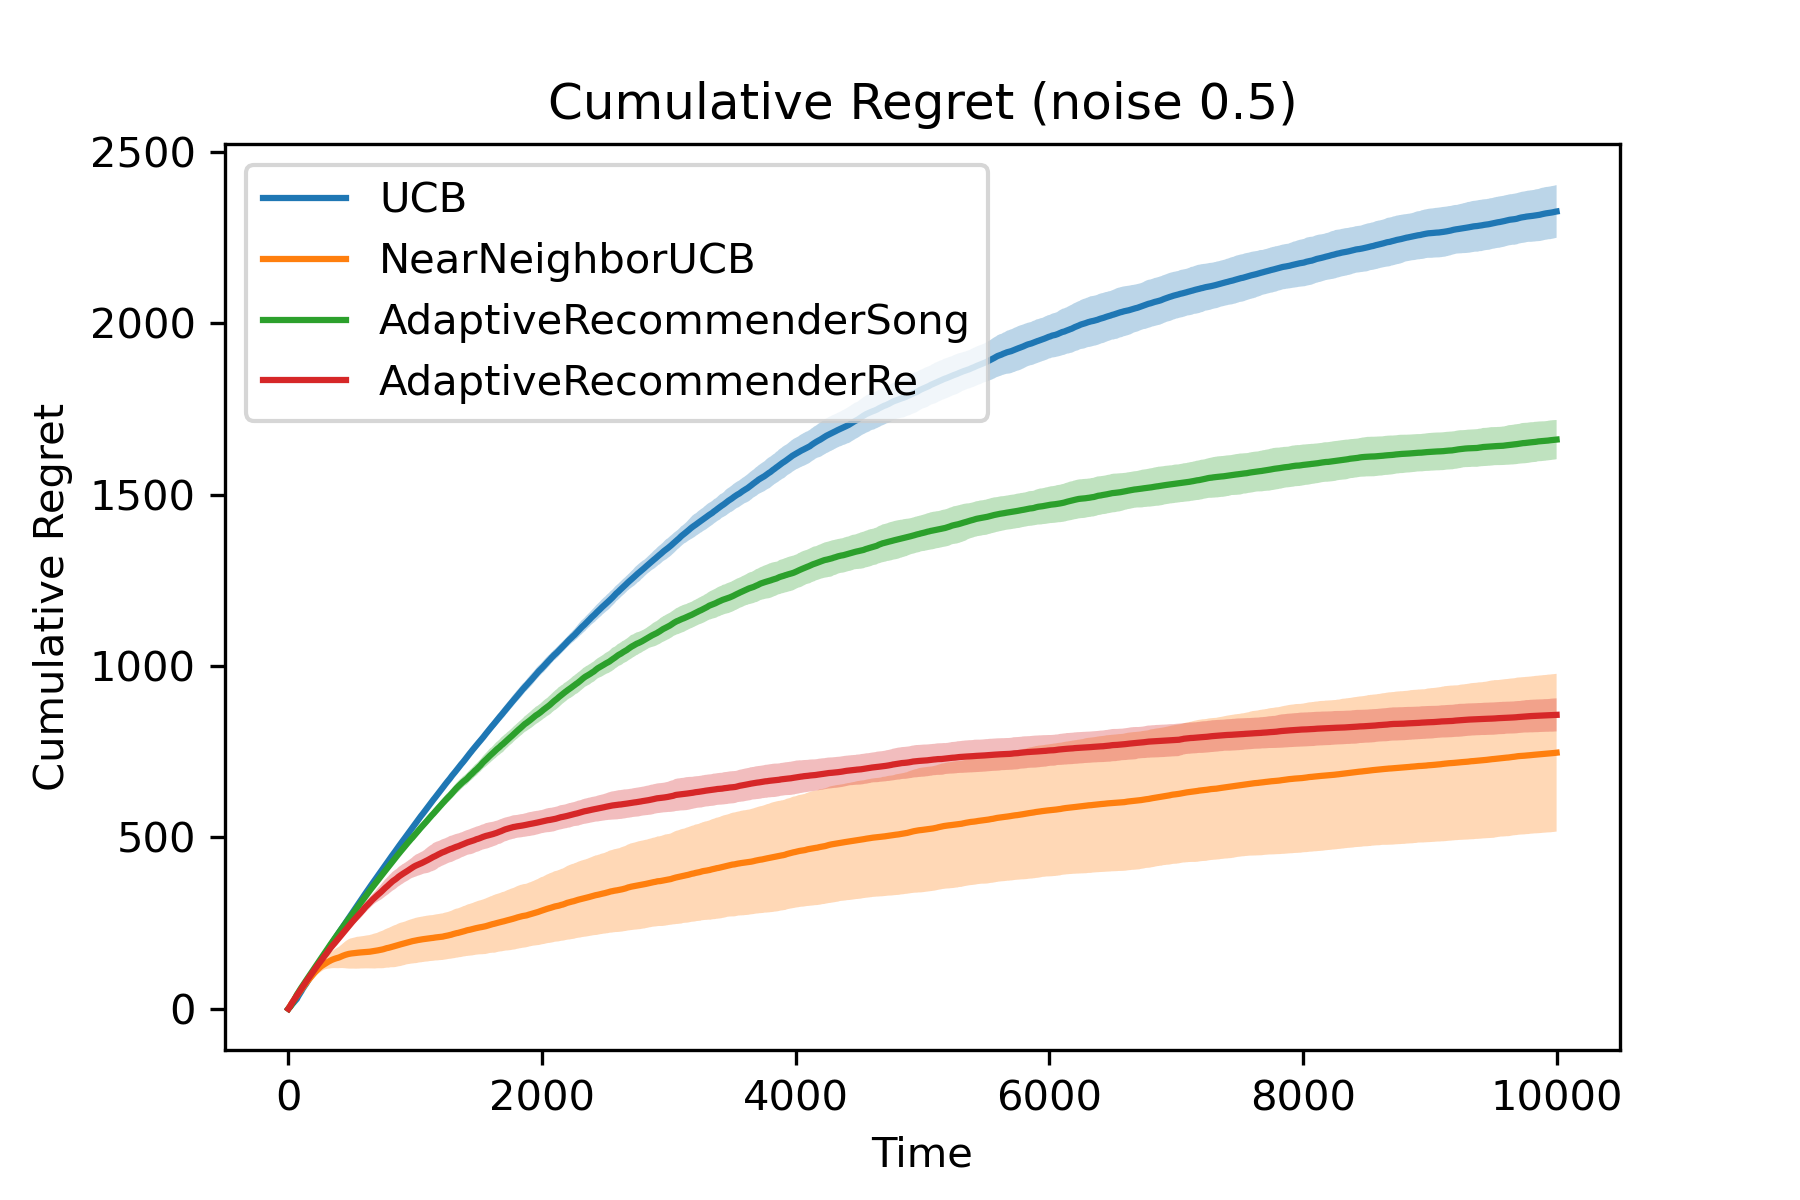 Cumulative Regret (noise 0.5)
2500
2000
1500
1000
500
0
Cumulative Regret
UCB
NearNeighborUCB
AdaptiveRecommenderSong
AdaptiveRecommenderRe
0 2000 4000 6000 8000 10000
Time